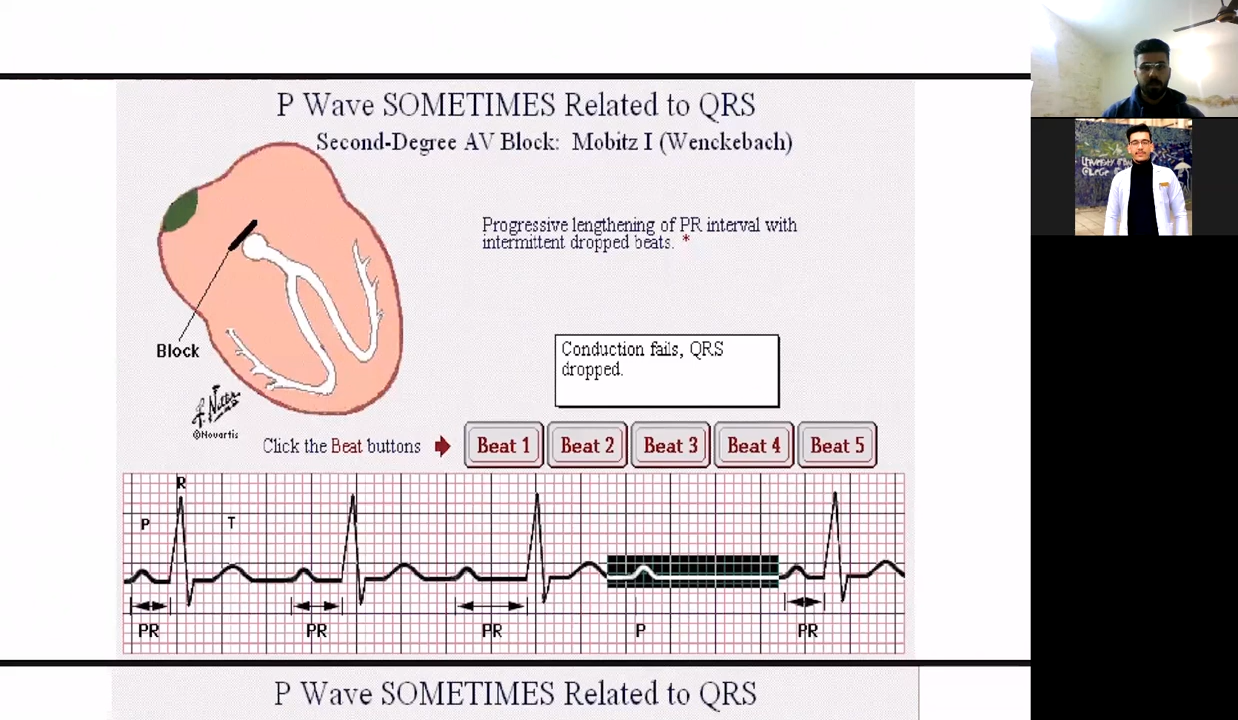 P Wave SOMETIMES Related to QRS
Second-Degree AV Block: Mobitz I (Wenckebach)
Progressive lengthening of PR interval with
intermittent dropped beats. *
Block
Conduction fails, QRS
dropped.
F. Netter
©Novartis
Click the Beat buttons
Beat 1
Beat 2
Beat 3
Beat 4
Beat 5
R
P
T
PR
PR
PR
P
PR
P Wave SOMETIMES Related to QRS